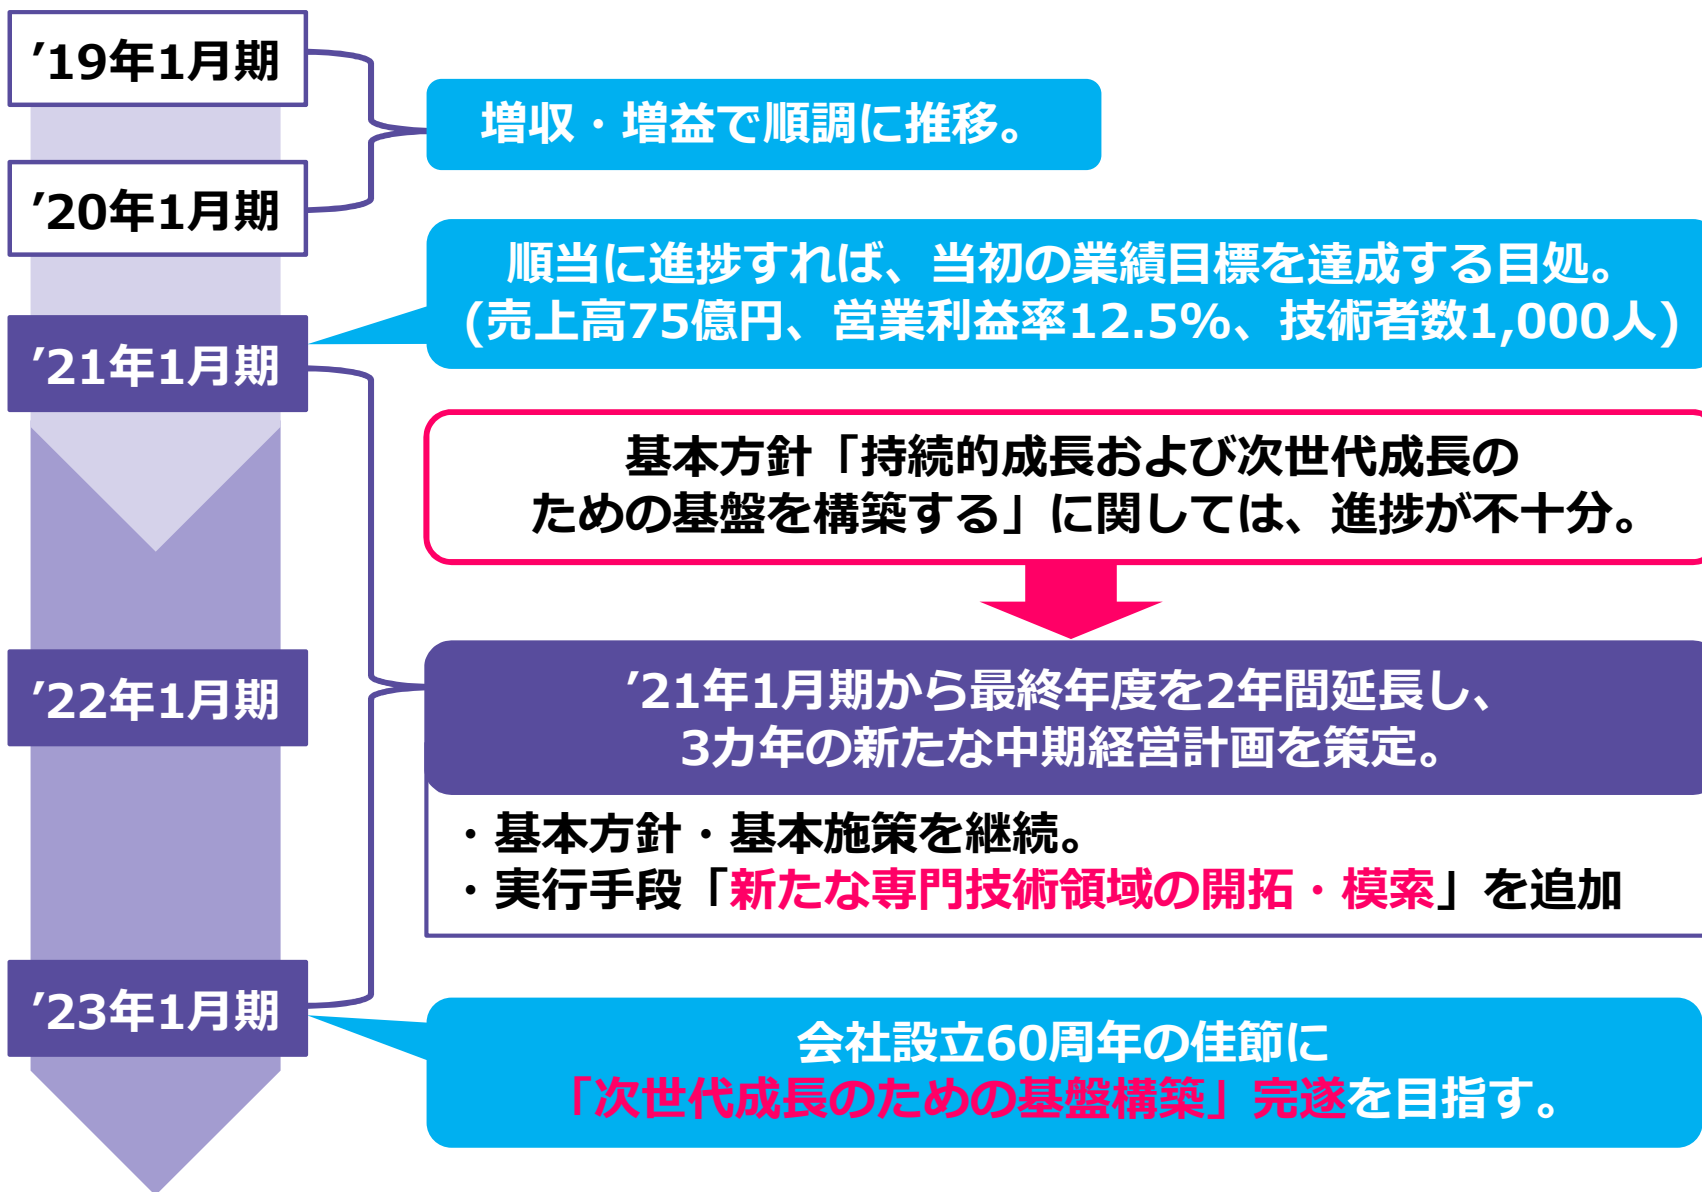 ’19年1月期
増収・増益で順調に推移。
’20年1月期
順当に進捗すれば、当初の業績目標を達成する目処。
(売上高75億円、営業利益率12.5%、技術者数1,000人)
’21年1月期
基本方針「持続的成長および次世代成長の
ための基盤を構築する」に関しては、進捗が不十分。
’22年1月期
’21年1月期から最終年度を2年間延長し、
3カ年の新たな中期経営計画を策定。
・基本方針・基本施策を継続。
・実行手段「新たな専門技術領域の開拓・模索」を追加
’23年1月期
会社設立60周年の佳節に
「次世代成長のための基盤構築」完遂を目指す。